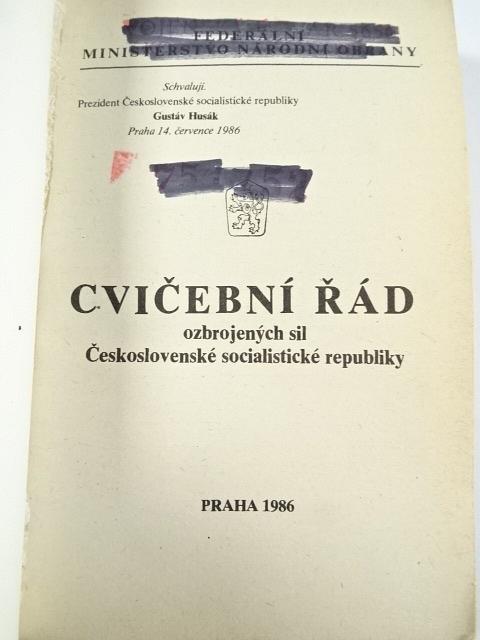 FEDERÁLNÍ
MINISTERSTVO NÁRODNÍ OBRANY
Schvaluji.
Prezident Československé socialistické republiky
Gustáv Husák
Praha 14. července 1986
CVIČEBNÍ ŘÁD
ozbrojených sil
Československé socialistické republiky
PRAHA 1986